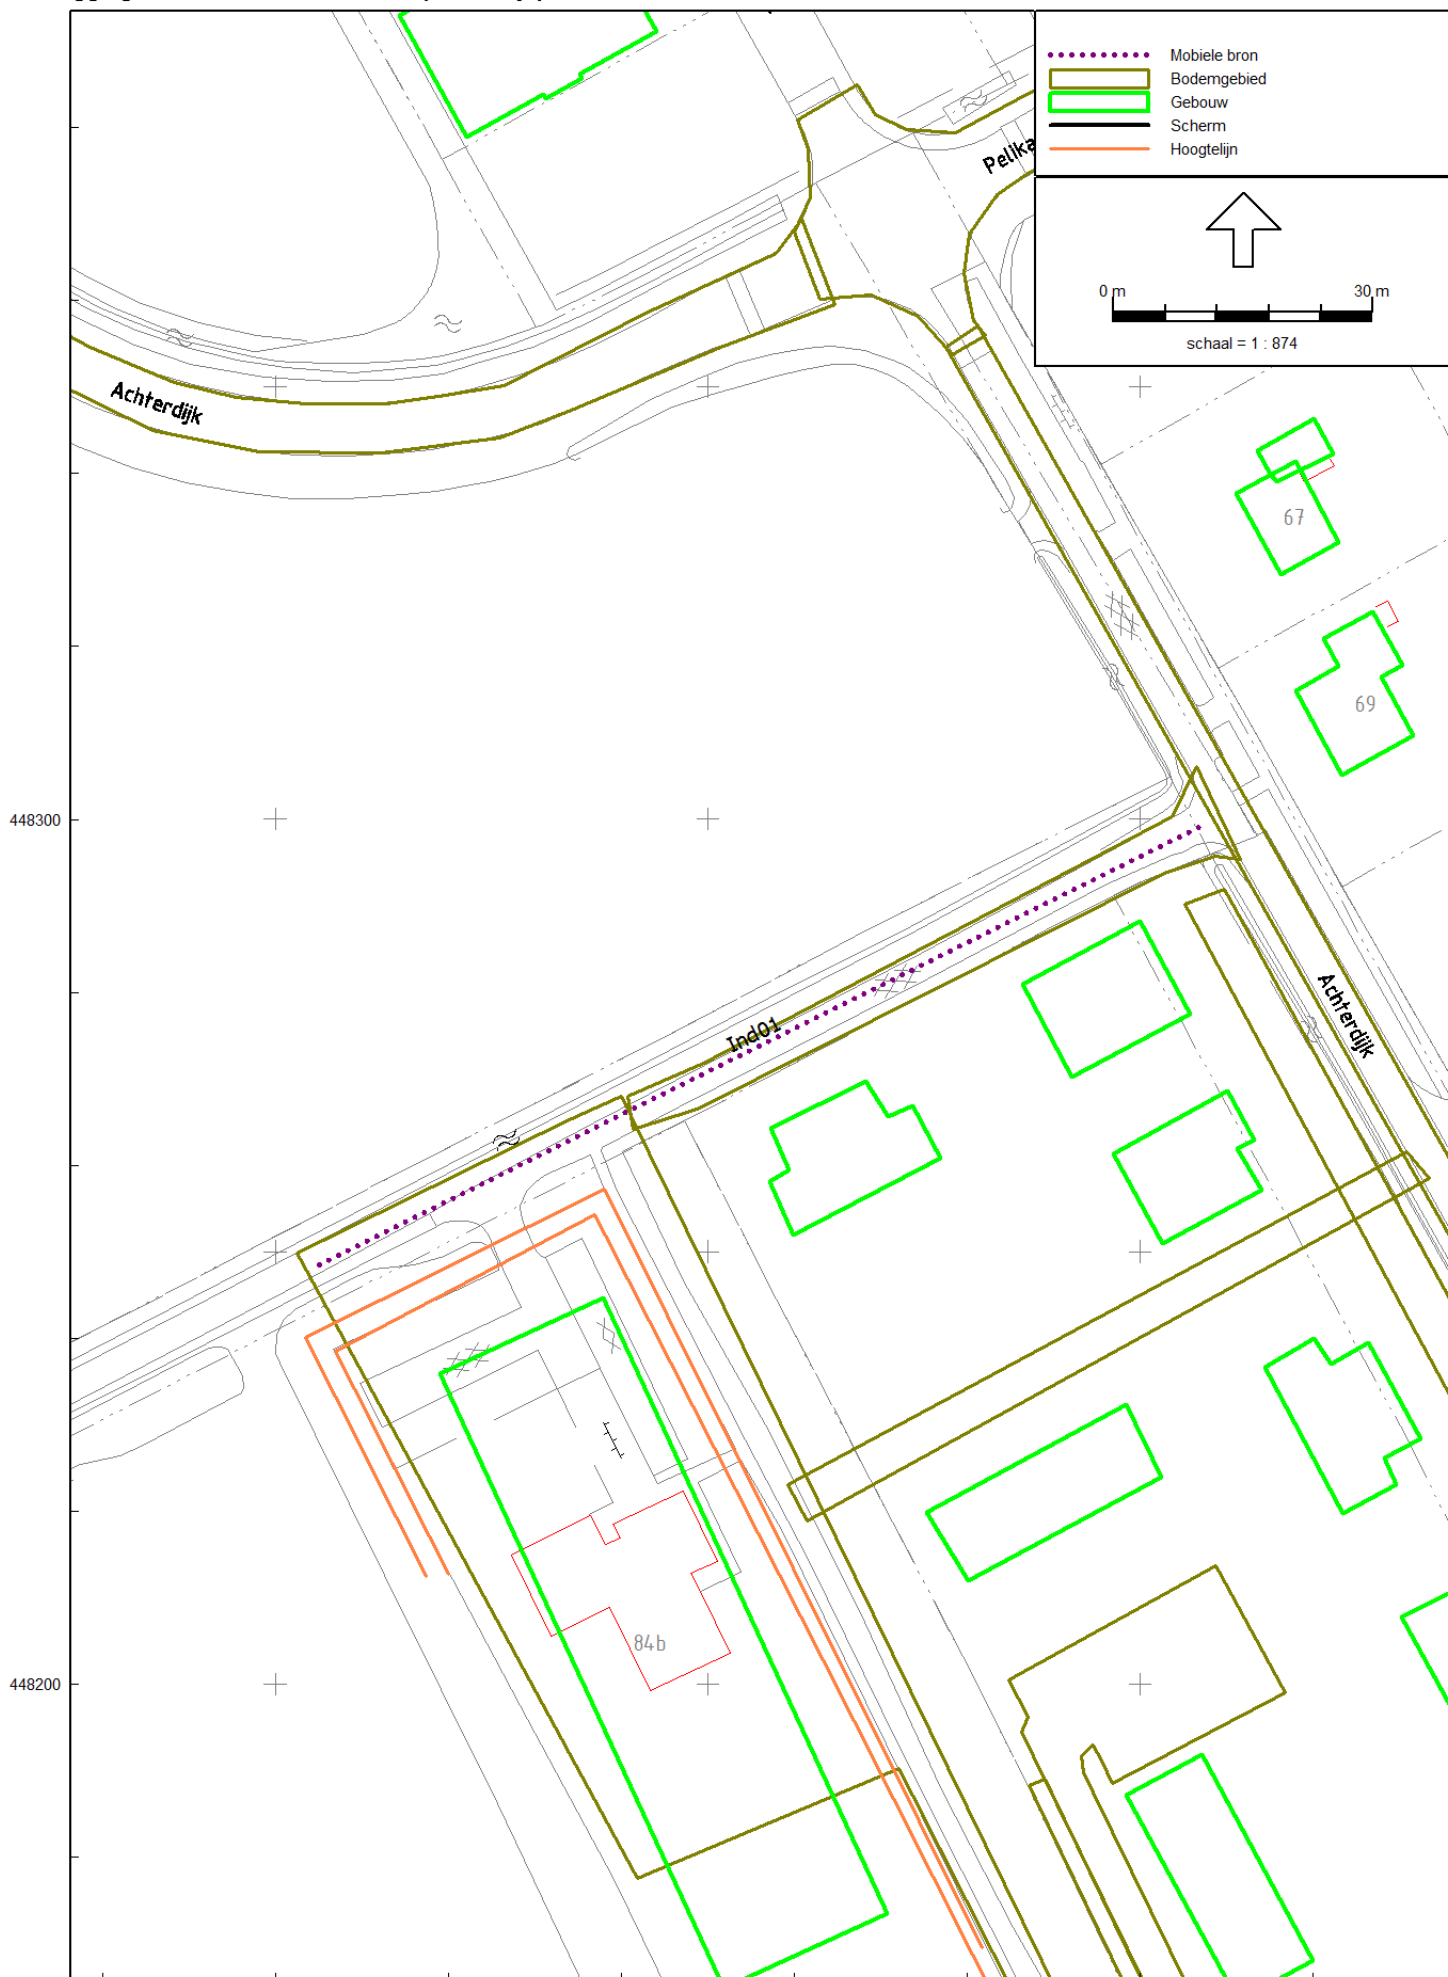 Mobiele bron
Bodemgebied
Gebouw
Scherm
Hoogtelijn
Pelika
0 m 30 m
schaal = 1 : 874
Achterdijk
67
69
448300
Achterdijk
Ind01
84b
448200